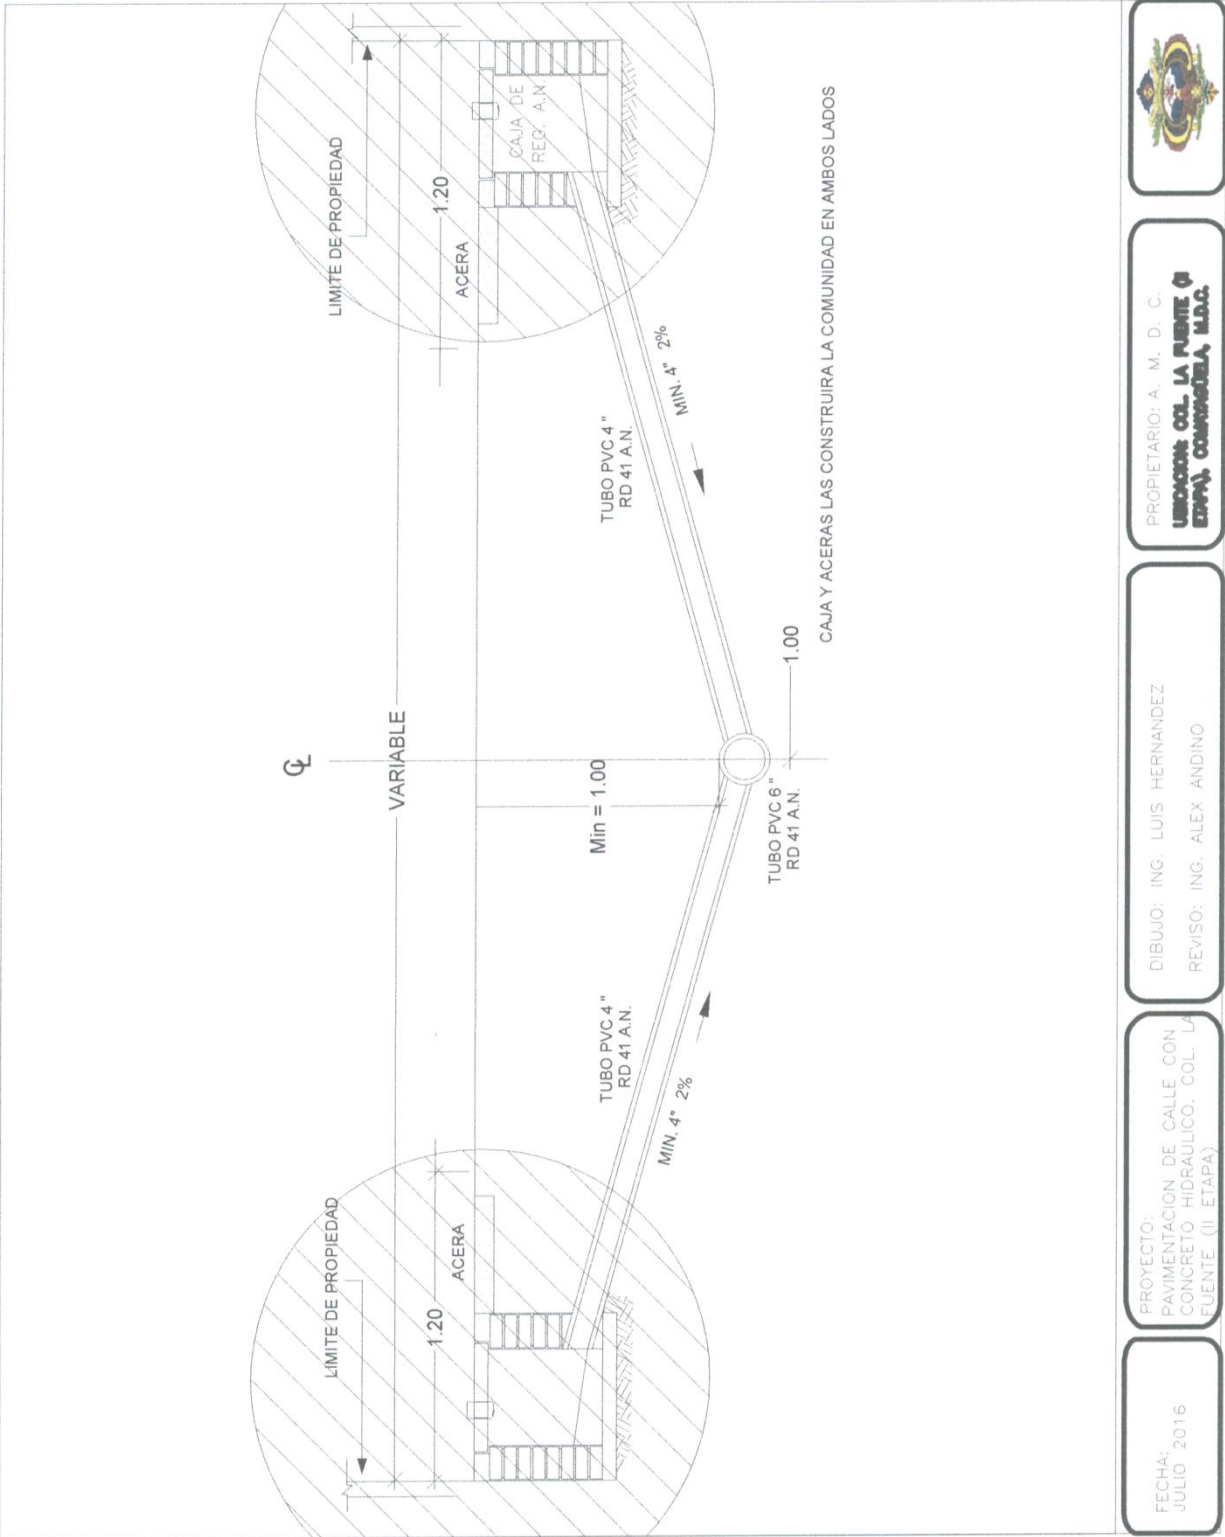 LIMITE DE PROPIEDAD
LIMITE DE PROPIEDAD
℄
VARIABLE
1.20
1.20
ACERA
ACERA
CAJA DE
REQ. A.N.
Min = 1.00
TUBO PVC 4"
RD 41 A.N.
TUBO PVC 4"
RD 41 A.N.
MIN. 4" 2%
MIN. 4" 2%
TUBO PVC 6"
RD 41 A.N.
1.00
CAJA Y ACERAS LAS CONSTRUIRA LA COMUNIDAD EN AMBOS LADOS
FECHA:
JULIO 2016
PROYECTO:
PAVIMENTACION DE CALLE CON
CONCRETO HIDRAULICO, COL. LA
FUENTE (II ETAPA)
DIBUJO: ING. LUIS HERNANDEZ
REVISO: ING. ALEX ANDINO
PROPIETARIO: A. M. D. C.
UBICACION: COL. LA FUENTE (II
ETAPA), COMAYAGÜELA, M.D.C.